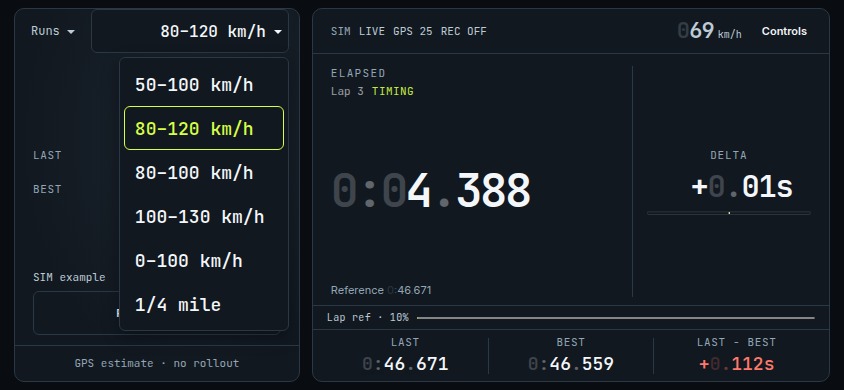 Runs
80-120 km/h
50-100 km/h
80-120 km/h
80-100 km/h
100-130 km/h
0-100 km/h
1/4 mile
LAST
BEST
SIM example
GPS estimate · no rollout
SIM LIVE GPS 25 REC OFF
069 km/h
Controls
ELAPSED
Lap 3 TIMING
0:04.388
Reference 0:46.671
DELTA
+0.01s
Lap ref · 10%
LAST
0:46.671
BEST
0:46.559
LAST - BEST
+0.112s